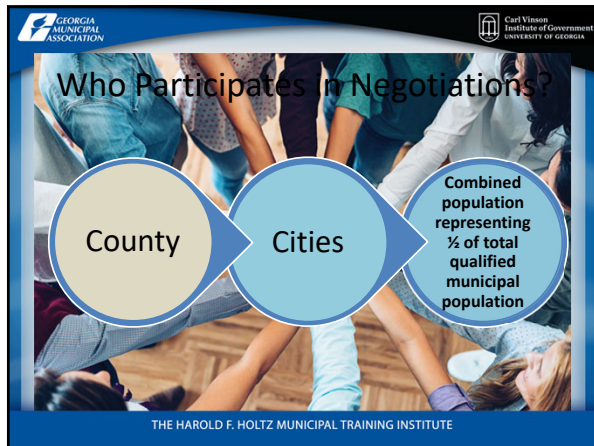 GEORGIA
MUNICIPAL
ASSOCIATION
Carl Vinson
Institute of Government
UNIVERSITY OF GEORGIA
Who Participates in Negotiations?
County
Cities
Combined
population
representing
½ of total
qualified
municipal
population
THE HAROLD F. HOLTZ MUNICIPAL TRAINING INSTITUTE